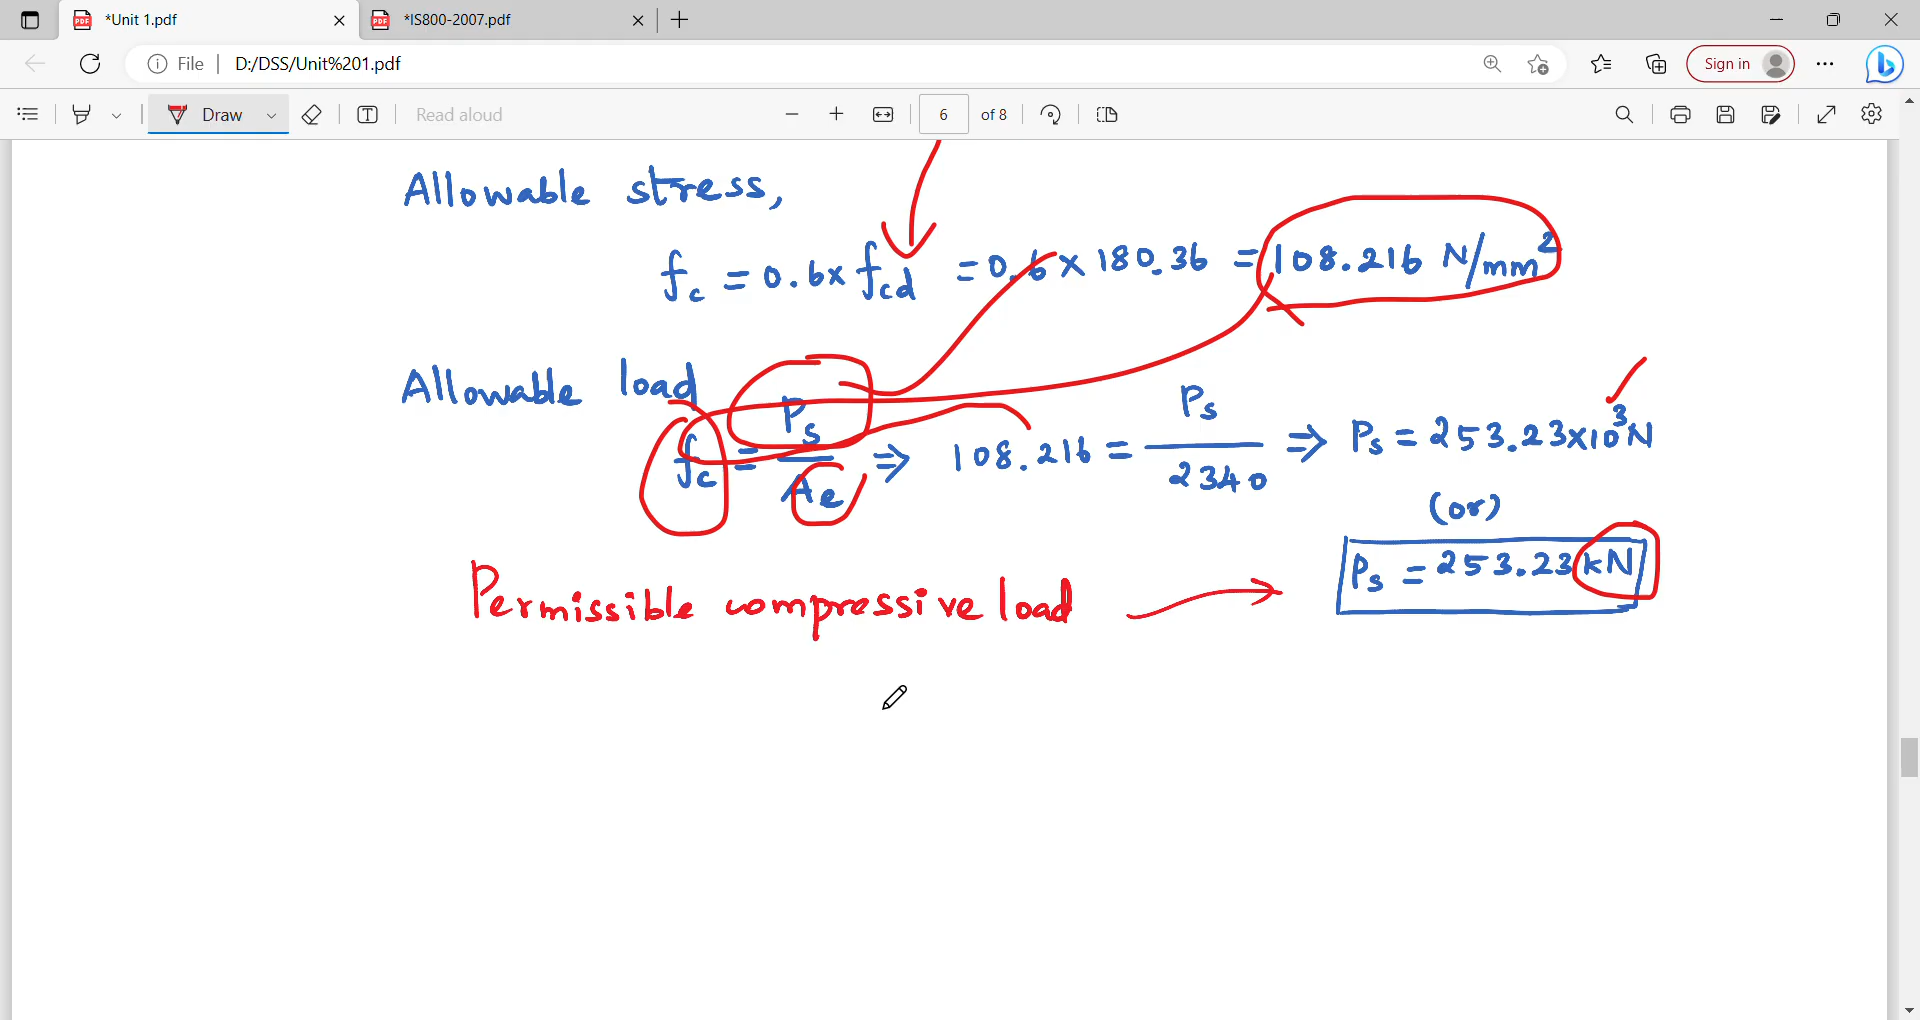 *Unit 1.pdf
*IS800-2007.pdf
File | D:/DSS/Unit%201.pdf
Sign in
Draw
Read aloud
6 of 8
Allowable stress,
fc = 0.6x fcd = 0.6 x 180.36 = 108.216 N/mm²
Allowable load
fc = Ps / Ae ⇒ 108.216 = Ps / 2340 ⇒ Ps = 253.23x10³N
(or)
Ps = 253.23 kN
Permissible compressive load →